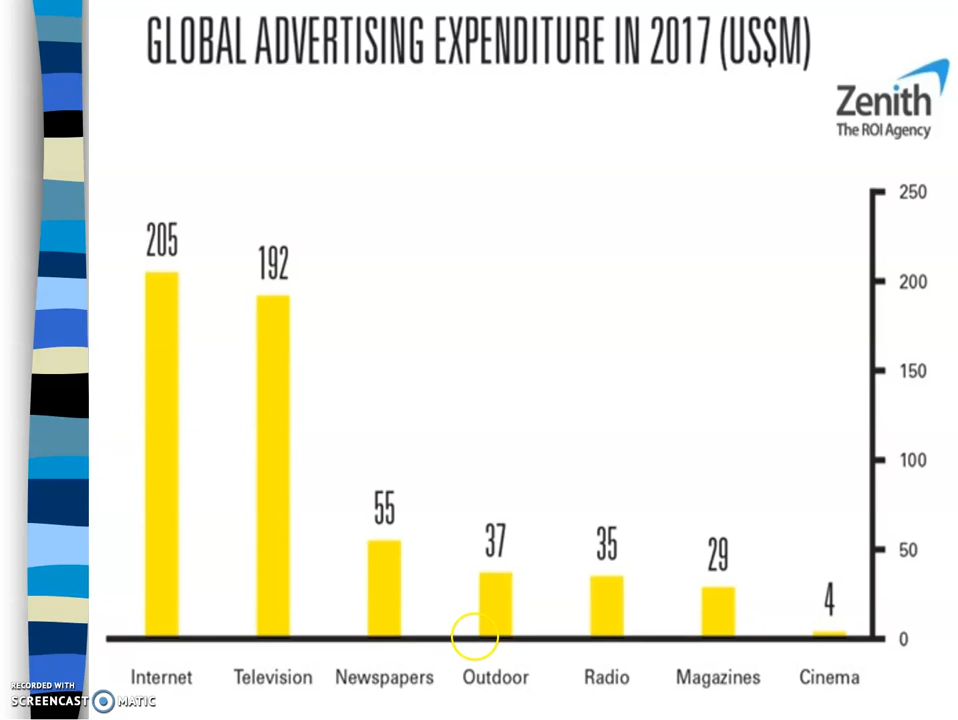 GLOBAL ADVERTISING EXPENDITURE IN 2017 (US$M)
Zenith
The ROI Agency
250
200
150
100
50
0
205
192
55
37
35
29
4
Internet
Television
Newspapers
Outdoor
Radio
Magazines
Cinema
RECORDED WITH
SCREENCAST MATIC